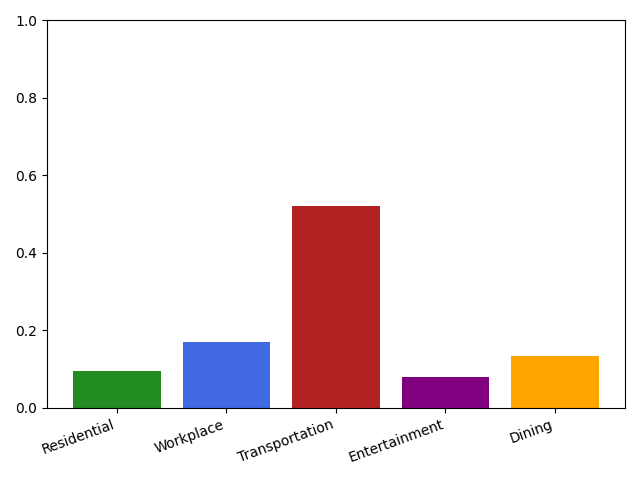 1.0
0.8
0.6
0.4
0.2
0.0
Residential
Workplace
Transportation
Entertainment
Dining